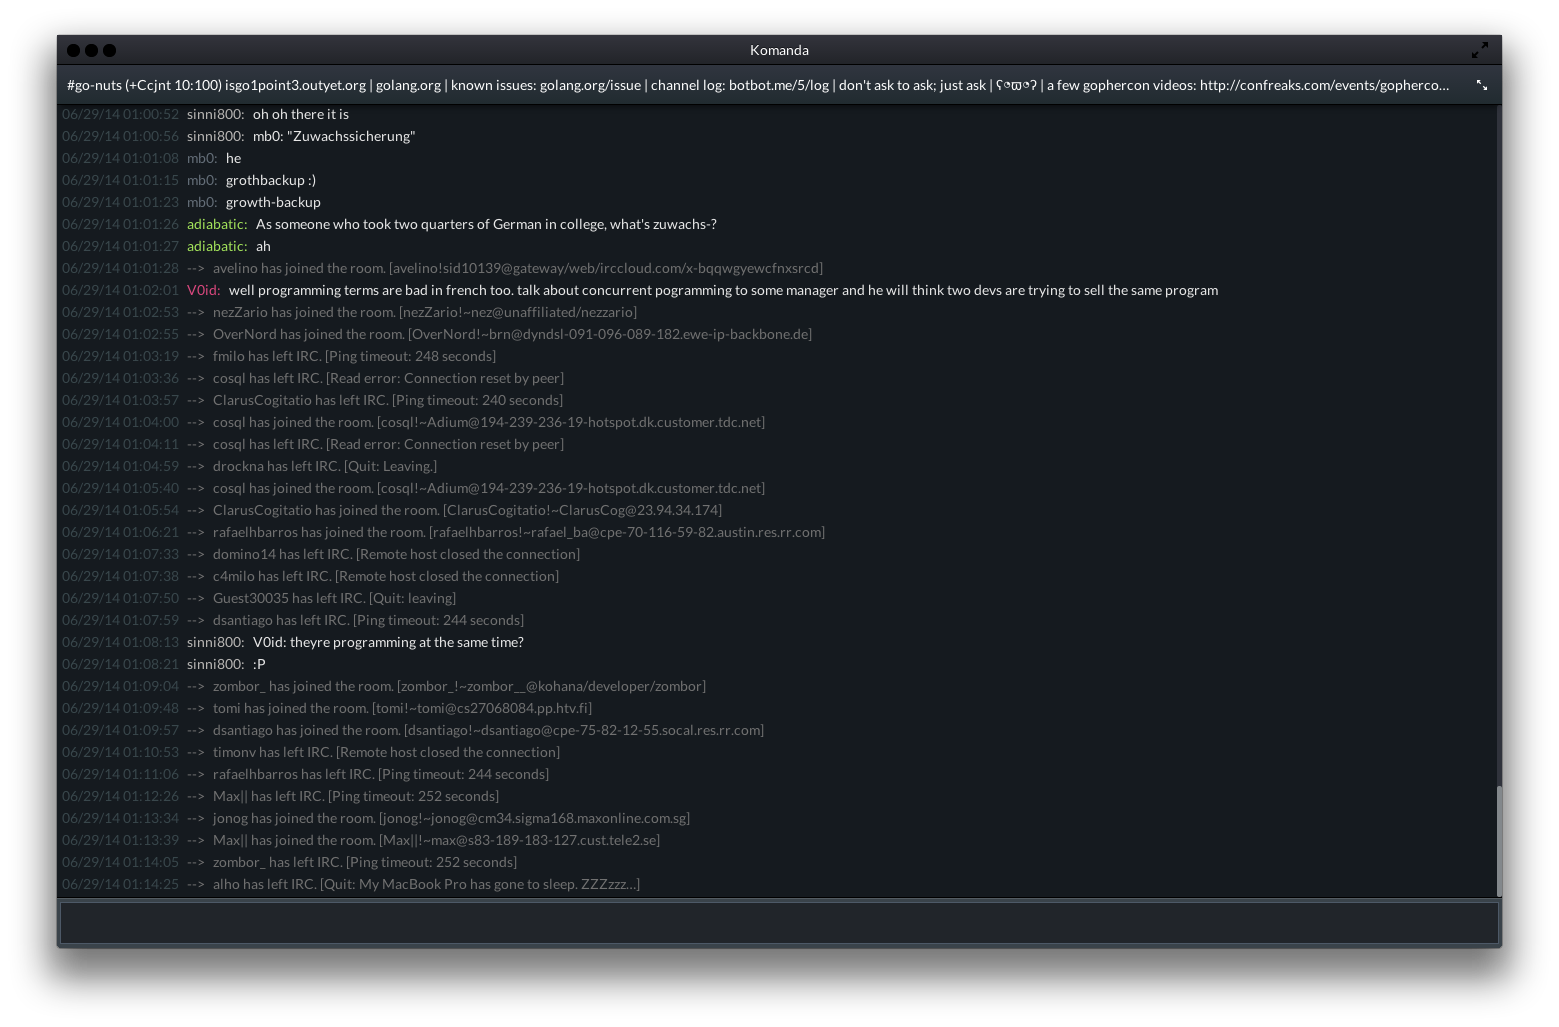 Komanda
#go-nuts (+Ccjnt 10:100) isgo1point3.outyet.org | golang.org | known issues: golang.org/issue | channel log: botbot.me/5/log | don't ask to ask; just ask | ʕ◔ϖ◔ʔ | a few gophercon videos: http://confreaks.com/events/gopherco...
06/29/14 01:00:52 sinni800: oh oh there it is
06/29/14 01:00:56 sinni800: mb0: "Zuwachssicherung"
06/29/14 01:01:08 mb0: he
06/29/14 01:01:15 mb0: grothbackup :)
06/29/14 01:01:23 mb0: growth-backup
06/29/14 01:01:26 adiabatic: As someone who took two quarters of German in college, what's zuwachs-?
06/29/14 01:01:27 adiabatic: ah
06/29/14 01:01:28 --> avelino has joined the room. [avelino!sid10139@gateway/web/irccloud.com/x-bqqwgyewcfnxsrcd]
06/29/14 01:02:01 V0id: well programming terms are bad in french too. talk about concurrent pogramming to some manager and he will think two devs are trying to sell the same program
06/29/14 01:02:53 --> nezZario has joined the room. [nezZario!~nez@unaffiliated/nezzario]
06/29/14 01:02:55 --> OverNord has joined the room. [OverNord!~brn@dyndsl-091-096-089-182.ewe-ip-backbone.de]
06/29/14 01:03:19 --> fmilo has left IRC. [Ping timeout: 248 seconds]
06/29/14 01:03:36 --> cosql has left IRC. [Read error: Connection reset by peer]
06/29/14 01:03:57 --> ClarusCogitatio has left IRC. [Ping timeout: 240 seconds]
06/29/14 01:04:00 --> cosql has joined the room. [cosql!~Adium@194-239-236-19-hotspot.dk.customer.tdc.net]
06/29/14 01:04:11 --> cosql has left IRC. [Read error: Connection reset by peer]
06/29/14 01:04:59 --> drockna has left IRC. [Quit: Leaving.]
06/29/14 01:05:40 --> cosql has joined the room. [cosql!~Adium@194-239-236-19-hotspot.dk.customer.tdc.net]
06/29/14 01:05:54 --> ClarusCogitatio has joined the room. [ClarusCogitatio!~ClarusCog@23.94.34.174]
06/29/14 01:06:21 --> rafaelhbarros has joined the room. [rafaelhbarros!~rafael_ba@cpe-70-116-59-82.austin.res.rr.com]
06/29/14 01:07:33 --> domino14 has left IRC. [Remote host closed the connection]
06/29/14 01:07:38 --> c4milo has left IRC. [Remote host closed the connection]
06/29/14 01:07:50 --> Guest30035 has left IRC. [Quit: leaving]
06/29/14 01:07:59 --> dsantiago has left IRC. [Ping timeout: 244 seconds]
06/29/14 01:08:13 sinni800: V0id: theyre programming at the same time?
06/29/14 01:08:21 sinni800: :P
06/29/14 01:09:04 --> zombor_ has joined the room. [zombor_!~zombor__@kohana/developer/zombor]
06/29/14 01:09:48 --> tomi has joined the room. [tomi!~tomi@cs27068084.pp.htv.fi]
06/29/14 01:09:57 --> dsantiago has joined the room. [dsantiago!~dsantiago@cpe-75-82-12-55.socal.res.rr.com]
06/29/14 01:10:53 --> timonv has left IRC. [Remote host closed the connection]
06/29/14 01:11:06 --> rafaelhbarros has left IRC. [Ping timeout: 244 seconds]
06/29/14 01:12:26 --> Max|| has left IRC. [Ping timeout: 252 seconds]
06/29/14 01:13:34 --> jonog has joined the room. [jonog!~jonog@cm34.sigma168.maxonline.com.sg]
06/29/14 01:13:39 --> Max|| has joined the room. [Max||!~max@s83-189-183-127.cust.tele2.se]
06/29/14 01:14:05 --> zombor_ has left IRC. [Ping timeout: 252 seconds]
06/29/14 01:14:25 --> alho has left IRC. [Quit: My MacBook Pro has gone to sleep. ZZZzzz…]